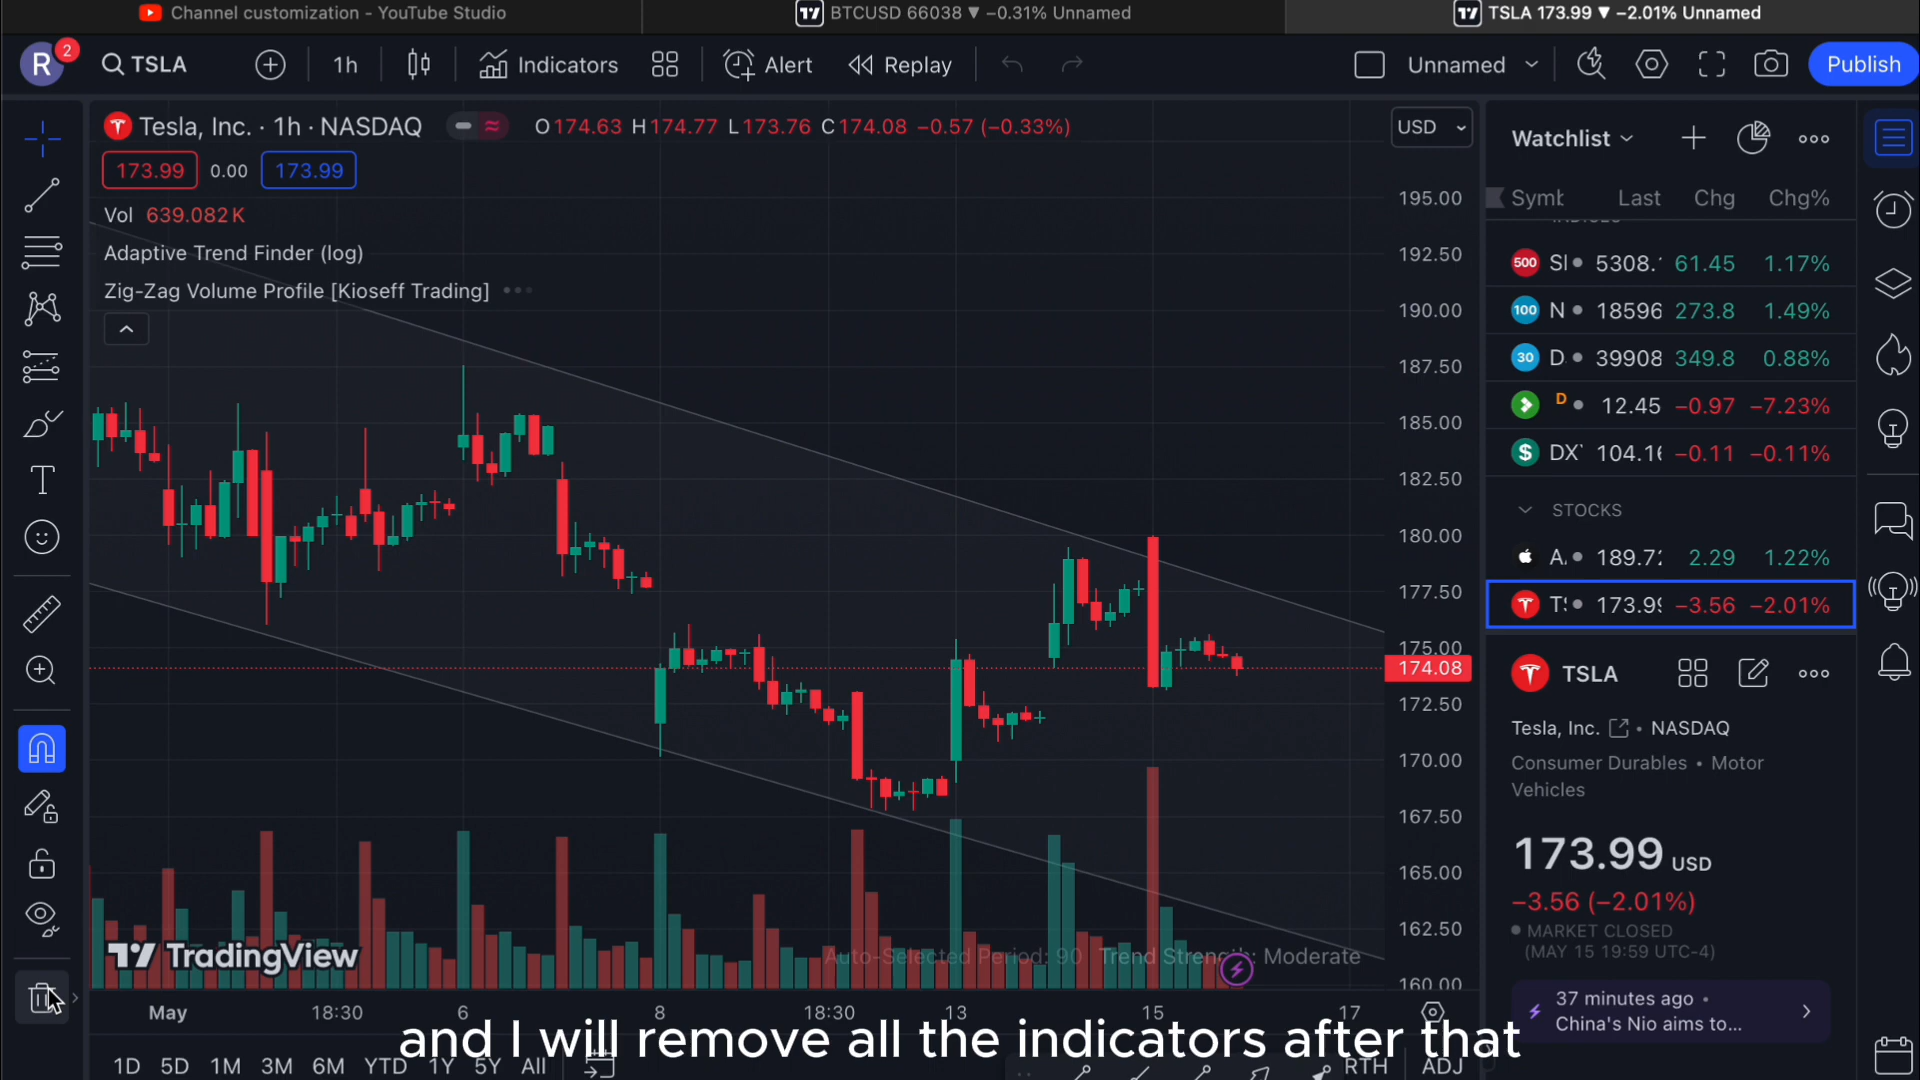 Channel customization - YouTube Studio
BTCUSD 66038 ▼ −0.31% Unnamed
TSLA 173.99 ▼ −2.01% Unnamed
R 2 TSLA 1h Indicators Alert Replay Unnamed Publish
Tesla, Inc. · 1h · NASDAQ O174.63 H174.77 L173.76 C174.08 −0.57 (−0.33%)
USD
173.99 0.00 173.99
Vol 639.082K
Adaptive Trend Finder (log)
Zig-Zag Volume Profile [Kioseff Trading]
195.00
192.50
190.00
187.50
185.00
182.50
180.00
177.50
175.00
174.08
172.50
170.00
167.50
165.00
162.50
160.00
TradingView
Auto-Selected Period: 90 Trend Strength: Moderate
May 18:30 6 8 18:30 13 15 17
and I will remove all the indicators after that
1D 5D 1M 3M 6M YTD 1Y 5Y All RTH ADJ
Watchlist
Symb Last Chg Chg%
INDICES
500 5308. 61.45 1.17%
100 N 18596 273.8 1.49%
30 D 39908 349.8 0.88%
D 12.45 −0.97 −7.23%
$ DX 104.1 −0.11 −0.11%
STOCKS
A 189.7 2.29 1.22%
T 173.9 −3.56 −2.01%
TSLA
Tesla, Inc. • NASDAQ
Consumer Durables • Motor
Vehicles
173.99 USD
−3.56 (−2.01%)
MARKET CLOSED
(MAY 15 19:59 UTC-4)
37 minutes ago •
China's Nio aims to...